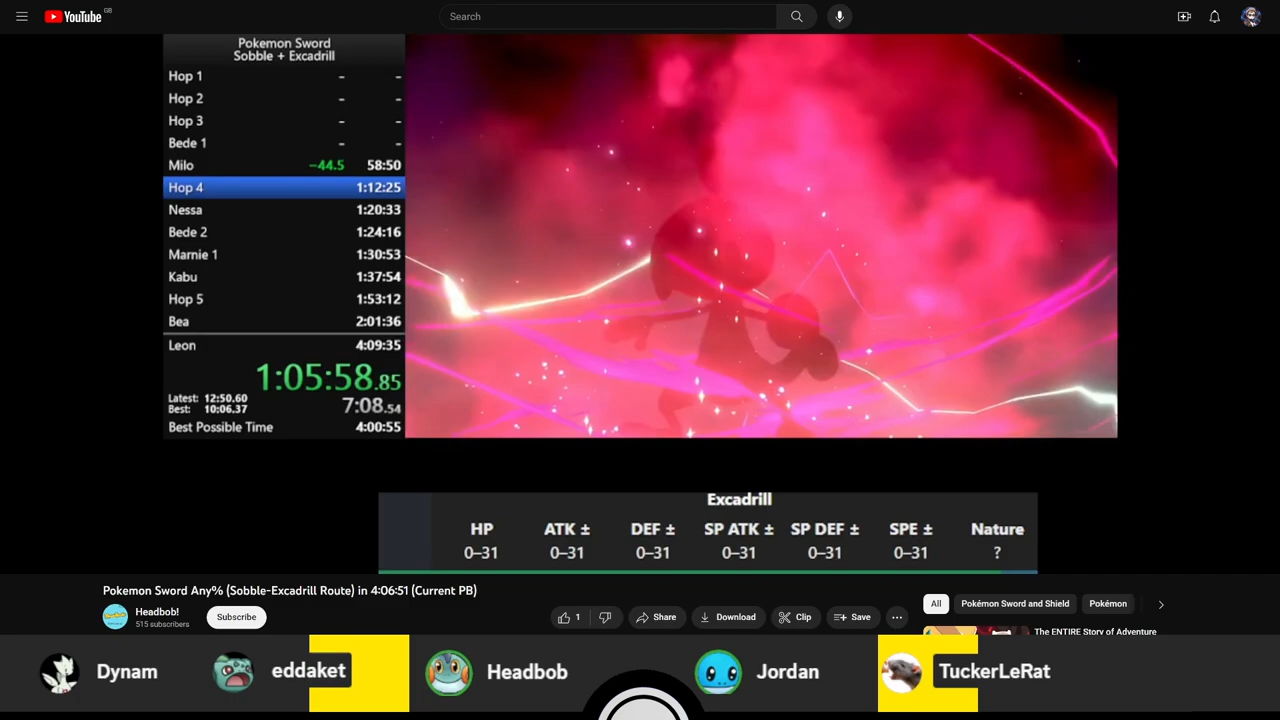 YouTube GB
Search
Pokemon Sword
Sobble + Excadrill
Hop 1 - -
Hop 2 - -
Hop 3 - -
Bede 1 - -
Milo -44.5 58:50
Hop 4 1:12:25
Nessa 1:20:33
Bede 2 1:24:16
Marnie 1 1:30:53
Kabu 1:37:54
Hop 5 1:53:12
Bea 2:01:36
Leon 4:09:35
1:05:58.85
Latest: 12:50.60
Best: 10:06.37
7:08.54
Best Possible Time 4:00:55
Excadrill
HP ATK ± DEF ± SP ATK ± SP DEF ± SPE ± Nature
0–31 0–31 0–31 0–31 0–31 0–31 ?
Pokemon Sword Any% (Sobble-Excadrill Route) in 4:06:51 (Current PB)
Headbob!
515 subscribers
Subscribe
1
Share
Download
Clip
Save
All
Pokémon Sword and Shield
Pokémon
The ENTIRE Story of Adventure
Dynam
eddaket
Headbob
Jordan
TuckerLeRat